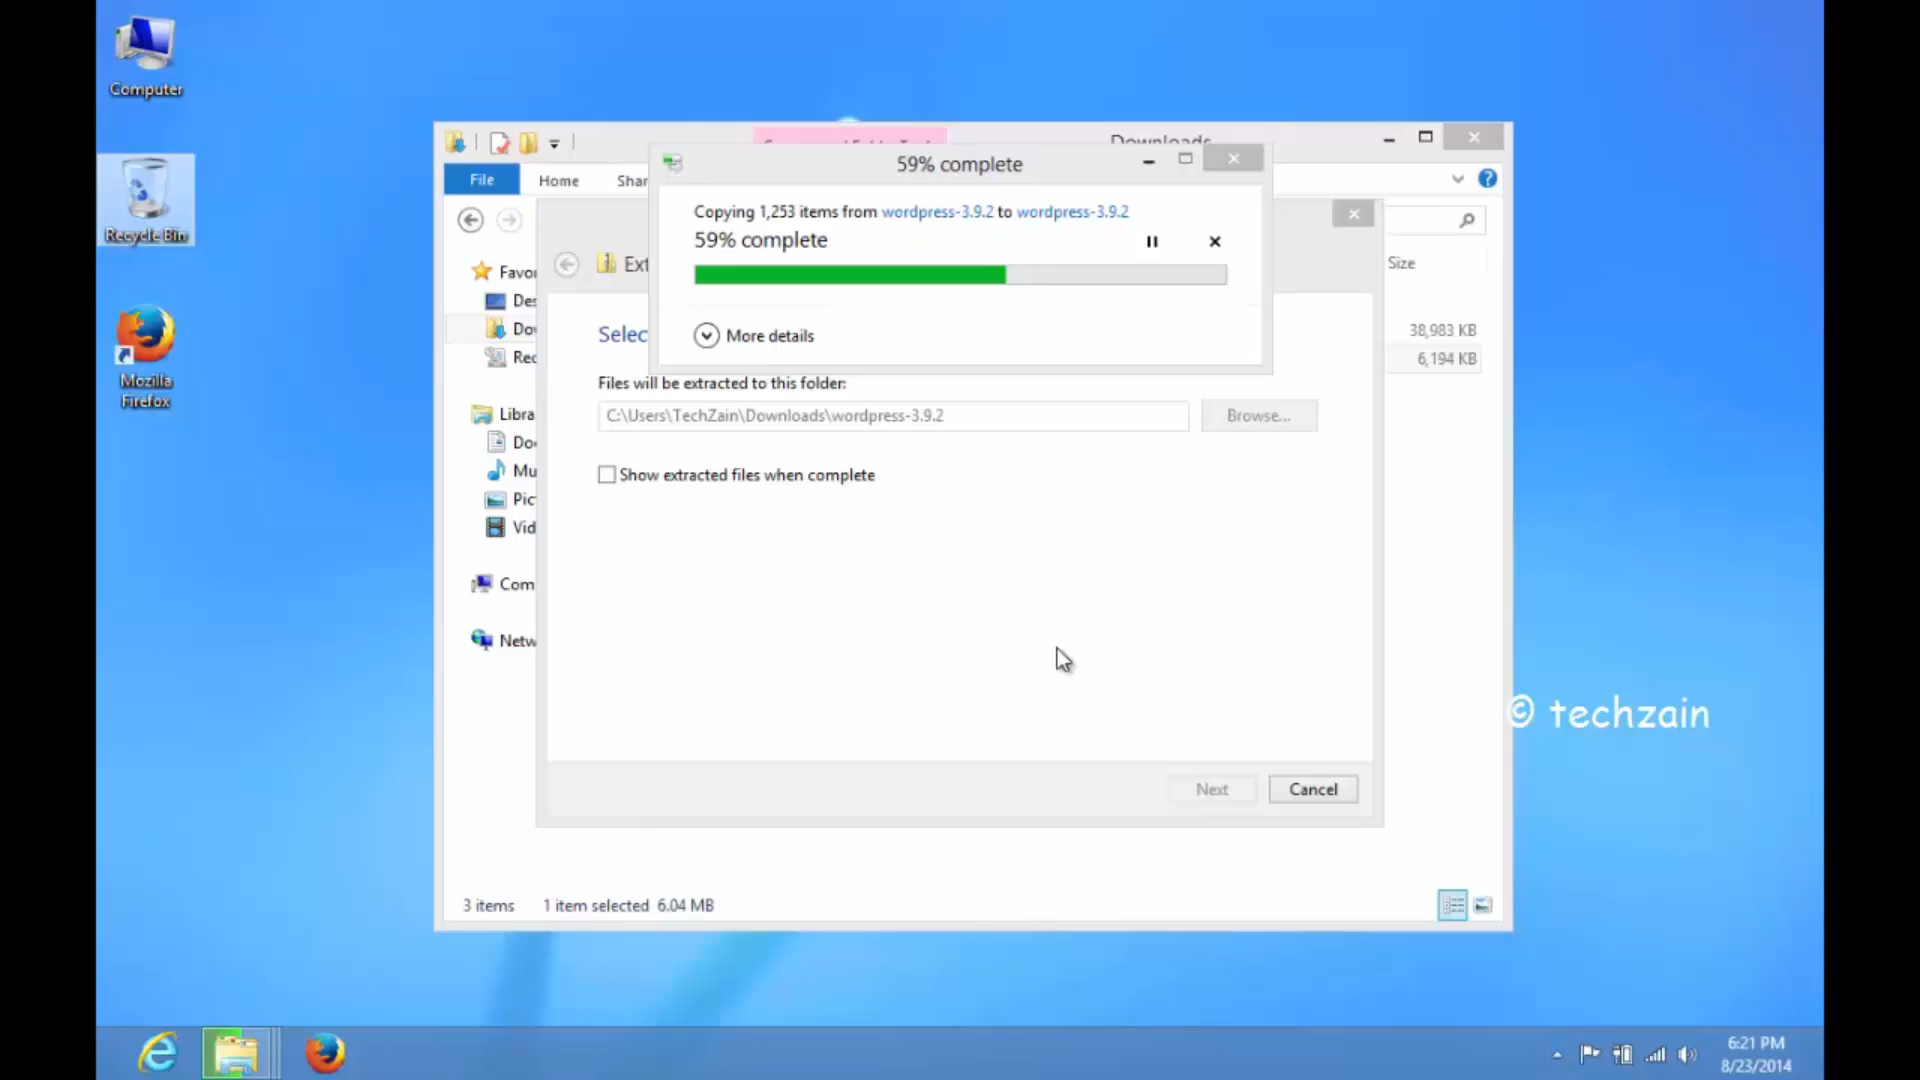 Computer
Recycle Bin
Mozilla
Firefox
Downloads
File
Home
Shar
59% complete
Copying 1,253 items from wordpress-3.9.2 to wordpress-3.9.2
59% complete
More details
Ext
Size
Favor
Des
Dow
Rec
38,983 KB
6,194 KB
Selec
Files will be extracted to this folder:
C:\Users\TechZain\Downloads\wordpress-3.9.2
Browse...
Show extracted files when complete
Libra
Doc
Mu
Pic
Vid
Com
Netw
© techzain
Next
Cancel
3 items
1 item selected 6.04 MB
6:21 PM
8/23/2014